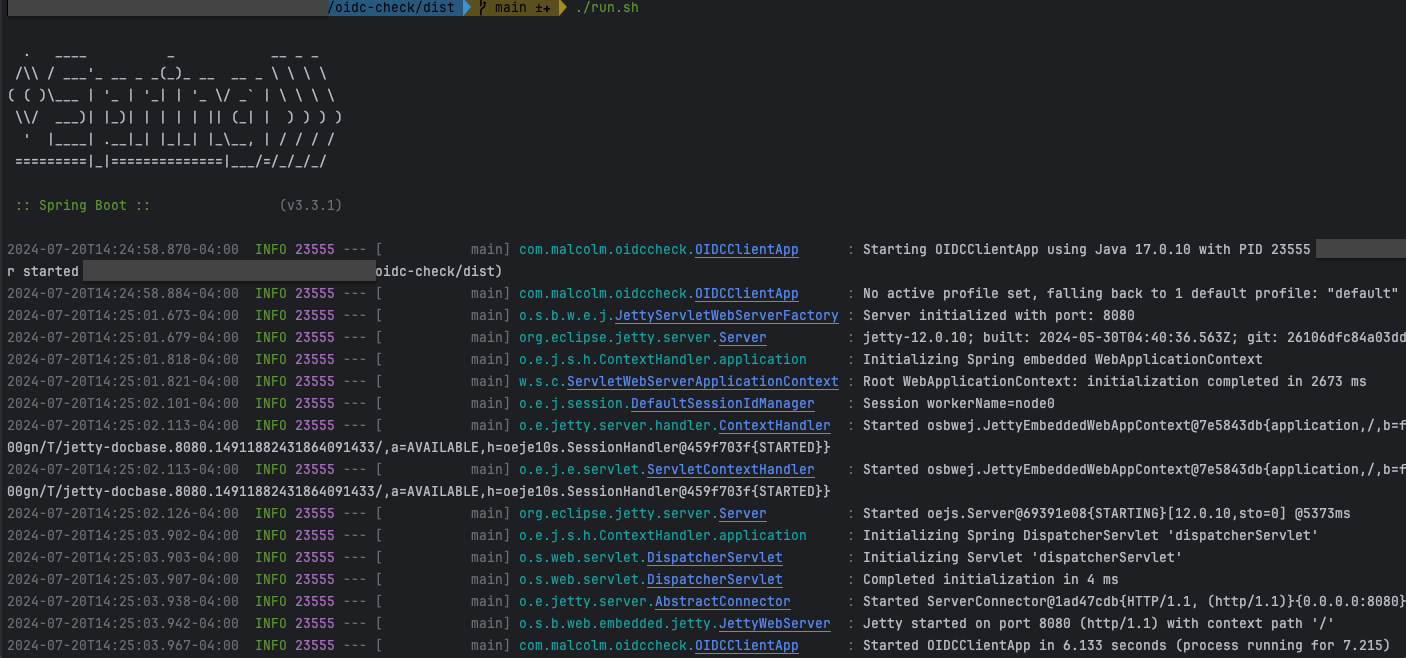 /oidc-check/dist main ±+ ./run.sh
  .   ____          _            __ _ _
 /\\ / ___'_ __ _ _(_)_ __  __ _ \ \ \ \
( ( )\___ | '_ | '_| | '_ \/ _` | \ \ \ \
 \\/  ___)| |_)| | | | | || (_| |  ) ) ) )
  '  |____| .__|_| |_|_| |_\__, | / / / /
 =========|_|==============|___/=/_/_/_/
 :: Spring Boot ::                (v3.3.1)
2024-07-20T14:24:58.870-04:00  INFO 23555 --- [           main] com.malcolm.oidccheck.OIDCClientApp      : Starting OIDCClientApp using Java 17.0.10 with PID 23555
r started oidc-check/dist)
2024-07-20T14:24:58.884-04:00  INFO 23555 --- [           main] com.malcolm.oidccheck.OIDCClientApp      : No active profile set, falling back to 1 default profile: "default"
2024-07-20T14:25:01.673-04:00  INFO 23555 --- [           main] o.s.b.w.e.j.JettyServletWebServerFactory : Server initialized with port: 8080
2024-07-20T14:25:01.679-04:00  INFO 23555 --- [           main] org.eclipse.jetty.server.Server          : jetty-12.0.10; built: 2024-05-30T04:40:36.563Z; git: 26106dfc84a03dd
2024-07-20T14:25:01.818-04:00  INFO 23555 --- [           main] o.e.j.s.h.ContextHandler.application     : Initializing Spring embedded WebApplicationContext
2024-07-20T14:25:01.821-04:00  INFO 23555 --- [           main] w.s.c.ServletWebServerApplicationContext : Root WebApplicationContext: initialization completed in 2673 ms
2024-07-20T14:25:02.101-04:00  INFO 23555 --- [           main] o.e.j.session.DefaultSessionIdManager    : Session workerName=node0
2024-07-20T14:25:02.113-04:00  INFO 23555 --- [           main] o.e.jetty.server.handler.ContextHandler  : Started osbwej.JettyEmbeddedWebAppContext@7e5843db{application,/,b=f
00gn/T/jetty-docbase.8080.14911882431864091433/,a=AVAILABLE,h=oeje10s.SessionHandler@459f703f{STARTED}}
2024-07-20T14:25:02.113-04:00  INFO 23555 --- [           main] o.e.j.e.servlet.ServletContextHandler    : Started osbwej.JettyEmbeddedWebAppContext@7e5843db{application,/,b=f
00gn/T/jetty-docbase.8080.14911882431864091433/,a=AVAILABLE,h=oeje10s.SessionHandler@459f703f{STARTED}}
2024-07-20T14:25:02.126-04:00  INFO 23555 --- [           main] org.eclipse.jetty.server.Server          : Started oejs.Server@69391e08{STARTING}[12.0.10,sto=0] @5373ms
2024-07-20T14:25:03.902-04:00  INFO 23555 --- [           main] o.e.j.s.h.ContextHandler.application     : Initializing Spring DispatcherServlet 'dispatcherServlet'
2024-07-20T14:25:03.903-04:00  INFO 23555 --- [           main] o.s.web.servlet.DispatcherServlet        : Initializing Servlet 'dispatcherServlet'
2024-07-20T14:25:03.907-04:00  INFO 23555 --- [           main] o.s.web.servlet.DispatcherServlet        : Completed initialization in 4 ms
2024-07-20T14:25:03.938-04:00  INFO 23555 --- [           main] o.e.jetty.server.AbstractConnector       : Started ServerConnector@1ad47cdb{HTTP/1.1, (http/1.1)}{0.0.0.0:8080}
2024-07-20T14:25:03.942-04:00  INFO 23555 --- [           main] o.s.b.web.embedded.jetty.JettyWebServer  : Jetty started on port 8080 (http/1.1) with context path '/'
2024-07-20T14:25:03.967-04:00  INFO 23555 --- [           main] com.malcolm.oidccheck.OIDCClientApp      : Started OIDCClientApp in 6.133 seconds (process running for 7.215)